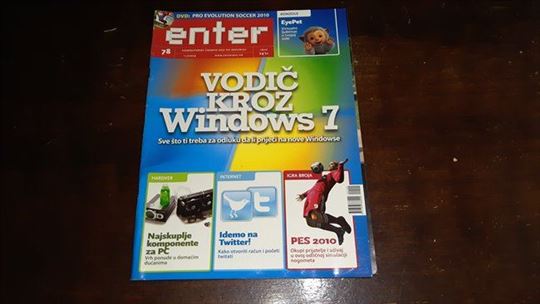 DVD: PRO EVOLUTION SOCCER 2010
enter
78
EyePet
VODIČ
KROZ
Windows 7
Sve što ti treba za odluku da li prijeći na nove Windowse
HARDVER
Najskuplje
komponente
za PC
Vrh ponude u domaćim
dućanima
INTERNET
Idemo na
Twitter!
Kako otvoriti račun i početi
twitati
IGRA BROJA
PES 2010
Okupi prijatelje i uživaj
u ovoj odličnoj simulaciji
nogometa